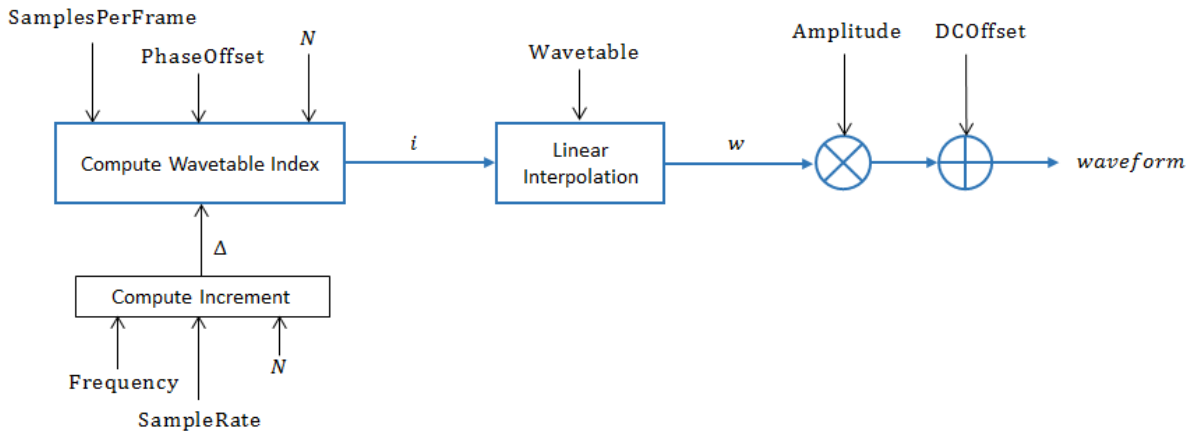 SamplesPerFrame
PhaseOffset
N
Compute Wavetable Index
Δ
Compute Increment
Frequency
SampleRate
N
i
Wavetable
Linear
Interpolation
w
Amplitude
DCOffset
waveform